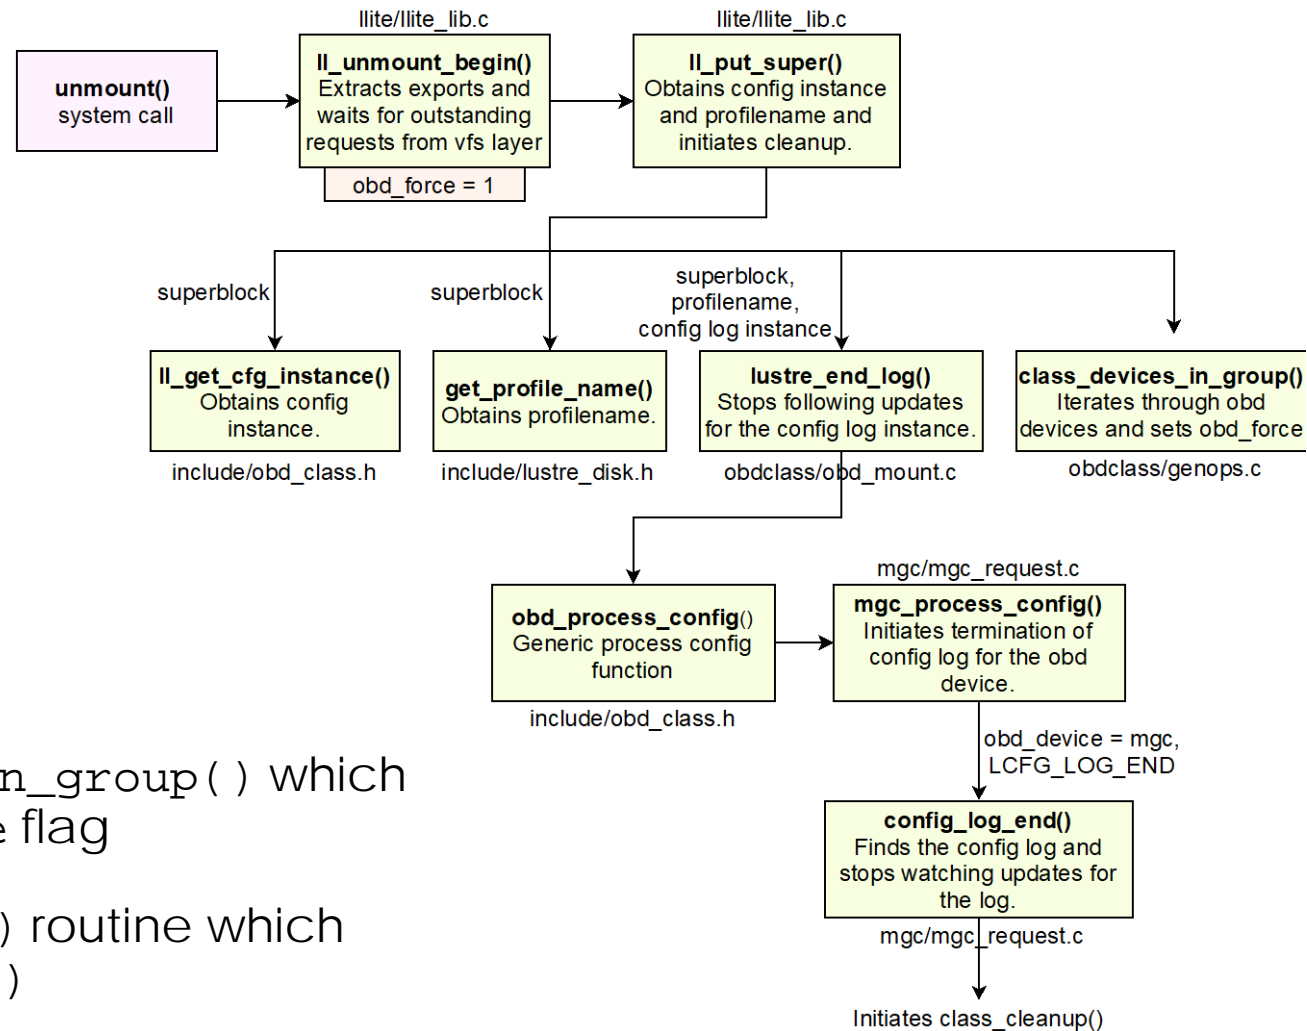 llite/llite_lib.c
llite/llite_lib.c
unmount()
system call
ll_unmount_begin()
Extracts exports and
waits for outstanding
requests from vfs layer
obd_force = 1
ll_put_super()
Obtains config instance
and profilename and
initiates cleanup.
superblock
superblock
superblock,
profilename,
config log instance
ll_get_cfg_instance()
Obtains config
instance.
include/obd_class.h
get_profile_name()
Obtains profilename.
include/lustre_disk.h
lustre_end_log()
Stops following updates
for the config log instance.
obdclass/obd_mount.c
class_devices_in_group()
Iterates through obd
devices and sets obd_force
obdclass/genops.c
obd_process_config()
Generic process config
function
include/obd_class.h
mgc/mgc_request.c
mgc_process_config()
Initiates termination of
config log for the obd
device.
obd_device = mgc,
LCFG_LOG_END
config_log_end()
Finds the config log and
stops watching updates for
the log.
mgc/mgc_request.c
Initiates class_cleanup()
n_group() which
e flag
) routine which
)